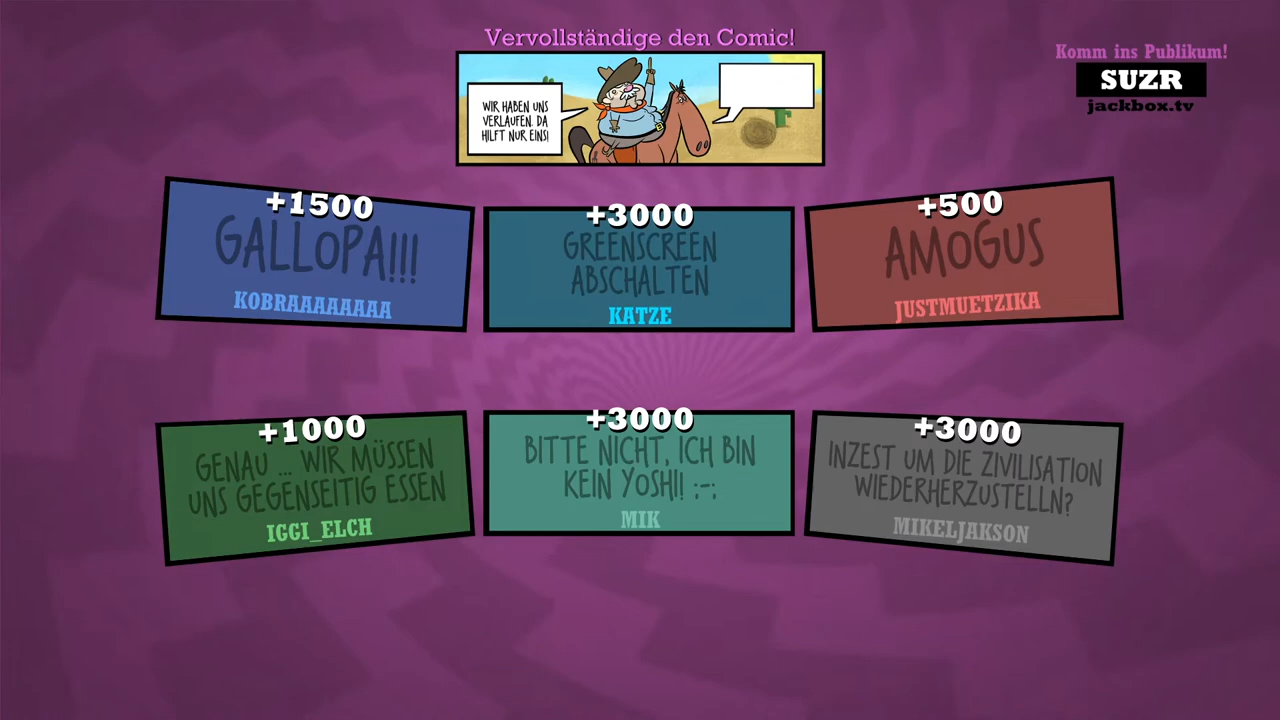 Vervollständige den Comic!
Komm ins Publikum!
SUZR
jackbox.tv
WIR HABEN UNS
VERLAUFEN. DA
HILFT NUR EINS!
+1500
GALLOPA!!!
KOBRAAAAAAAA
+3000
GREENSCREEN
ABSCHALTEN
KATZE
+500
AMOGUS
JUSTMUETZIKA
+1000
GENAU ... WIR MÜSSEN
UNS GEGENSEITIG ESSEN
IGGI_ELCH
+3000
BITTE NICHT, ICH BIN
KEIN YOSHI! :-;
MIK
+3000
INZEST UM DIE ZIVILISATION
WIEDERHERZUSTELLN?
MIKELJAKSON